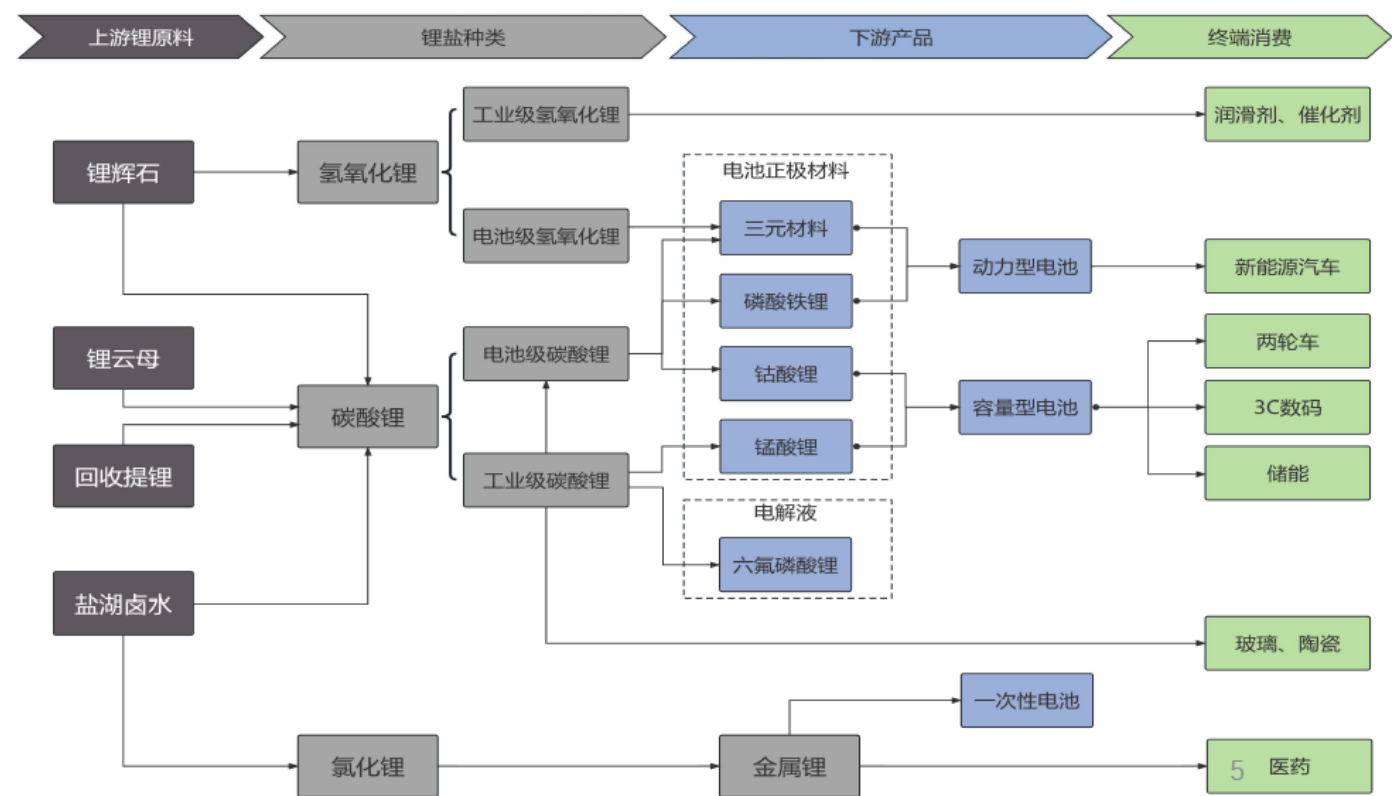 上游锂原料
锂盐种类
下游产品
终端消费
工业级氢氧化锂
润滑剂、催化剂
锂辉石
氢氧化锂
电池正极材料
三元材料
电池级氢氧化锂
动力型电池
新能源汽车
磷酸铁锂
锂云母
电池级碳酸锂
两轮车
钴酸锂
碳酸锂
容量型电池
3C数码
锰酸锂
回收提锂
工业级碳酸锂
储能
电解液
六氟磷酸锂
盐湖卤水
玻璃、陶瓷
一次性电池
氯化锂
金属锂
5 医药